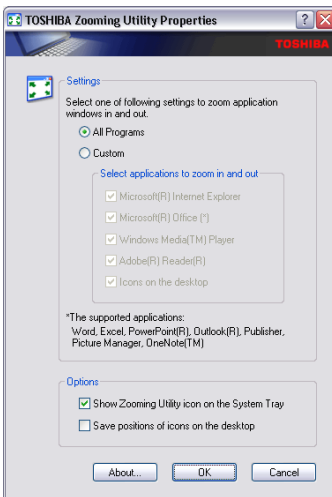 TOSHIBA Zooming Utility Properties
TOSHIBA
Settings
Select one of following settings to zoom application
windows in and out.
All Programs
Custom
Select applications to zoom in and out
Microsoft(R) Internet Explorer
Microsoft(R) Office (*)
Windows Media(TM) Player
Adobe(R) Reader(R)
Icons on the desktop
*The supported applications:
Word, Excel, PowerPoint(R), Outlook(R), Publisher,
Picture Manager, OneNote(TM)
Options
Show Zooming Utility icon on the System Tray
Save positions of icons on the desktop
About... OK Cancel